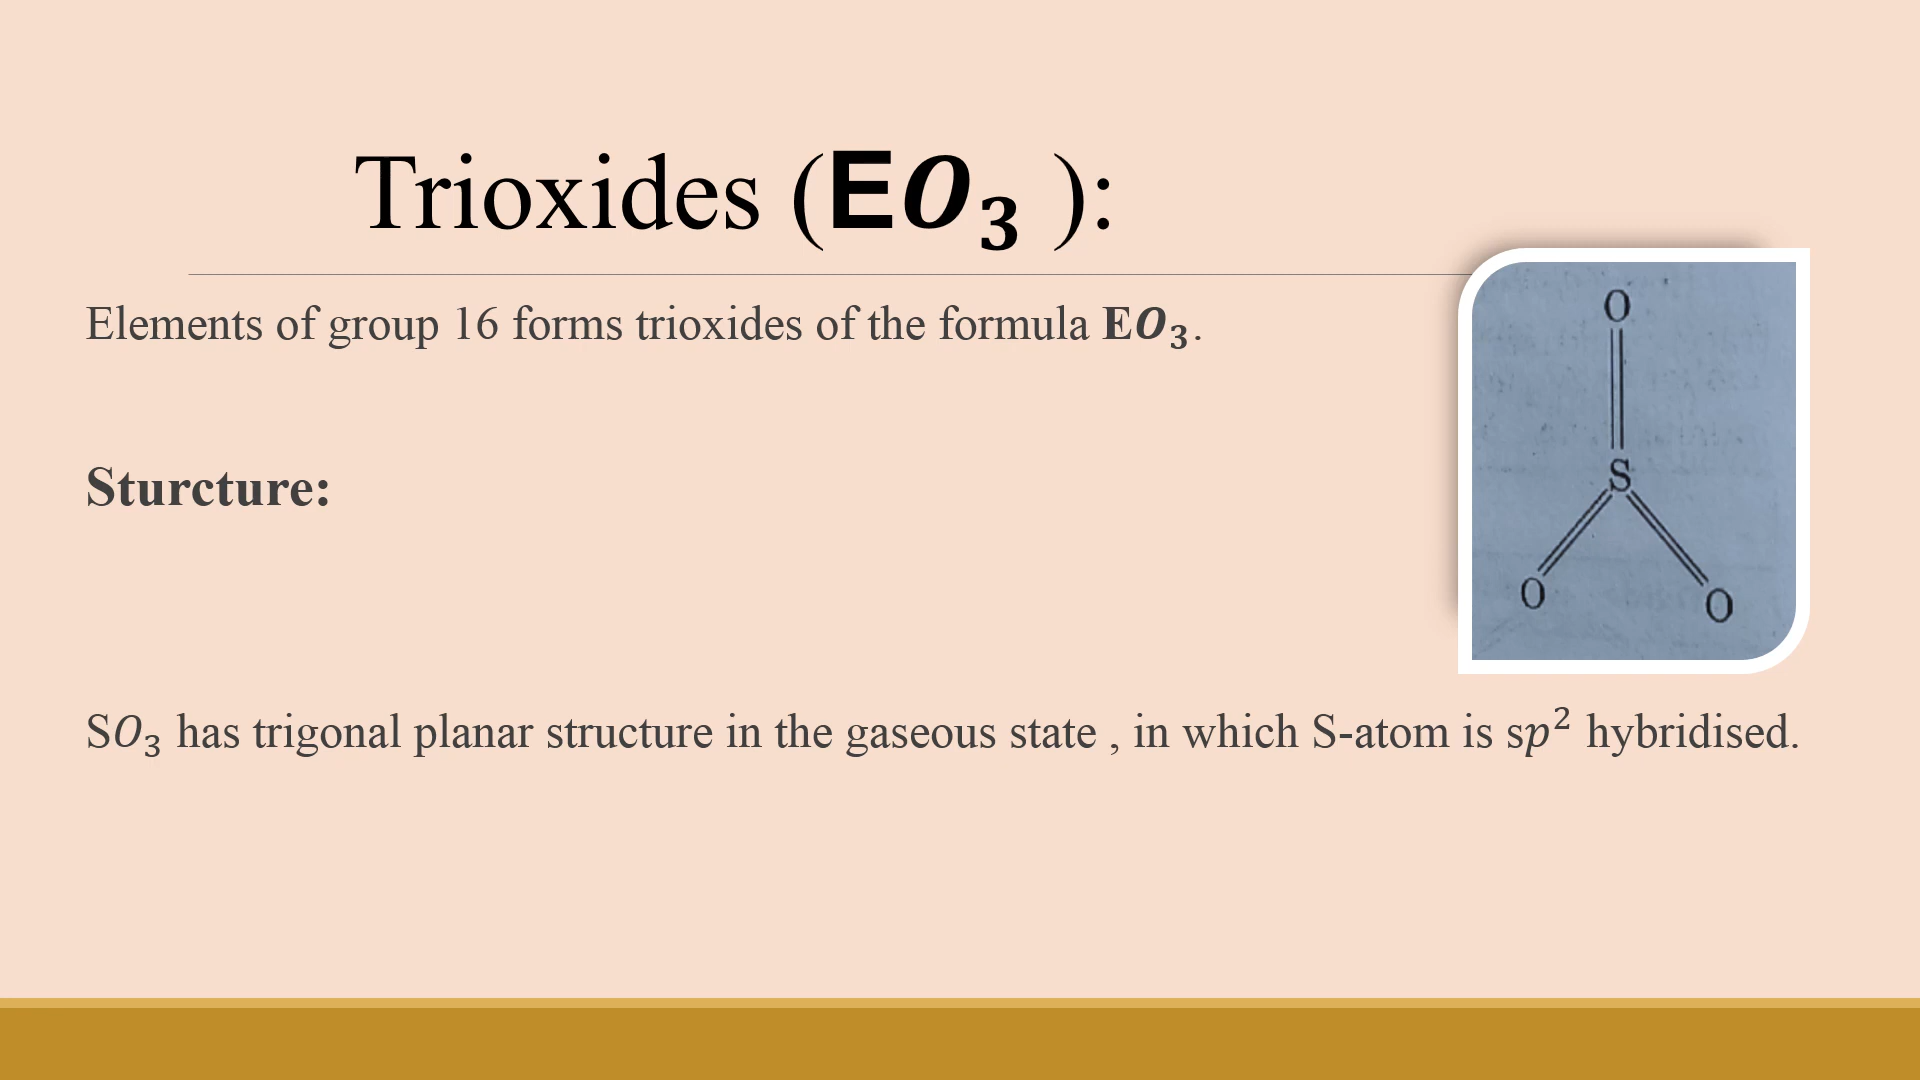 Trioxides (E𝑶₃ ):
Elements of group 16 forms trioxides of the formula E𝑶₃.
O
Sturcture:
S
O
O
S𝑂₃ has trigonal planar structure in the gaseous state , in which S-atom is s𝑝² hybridised.